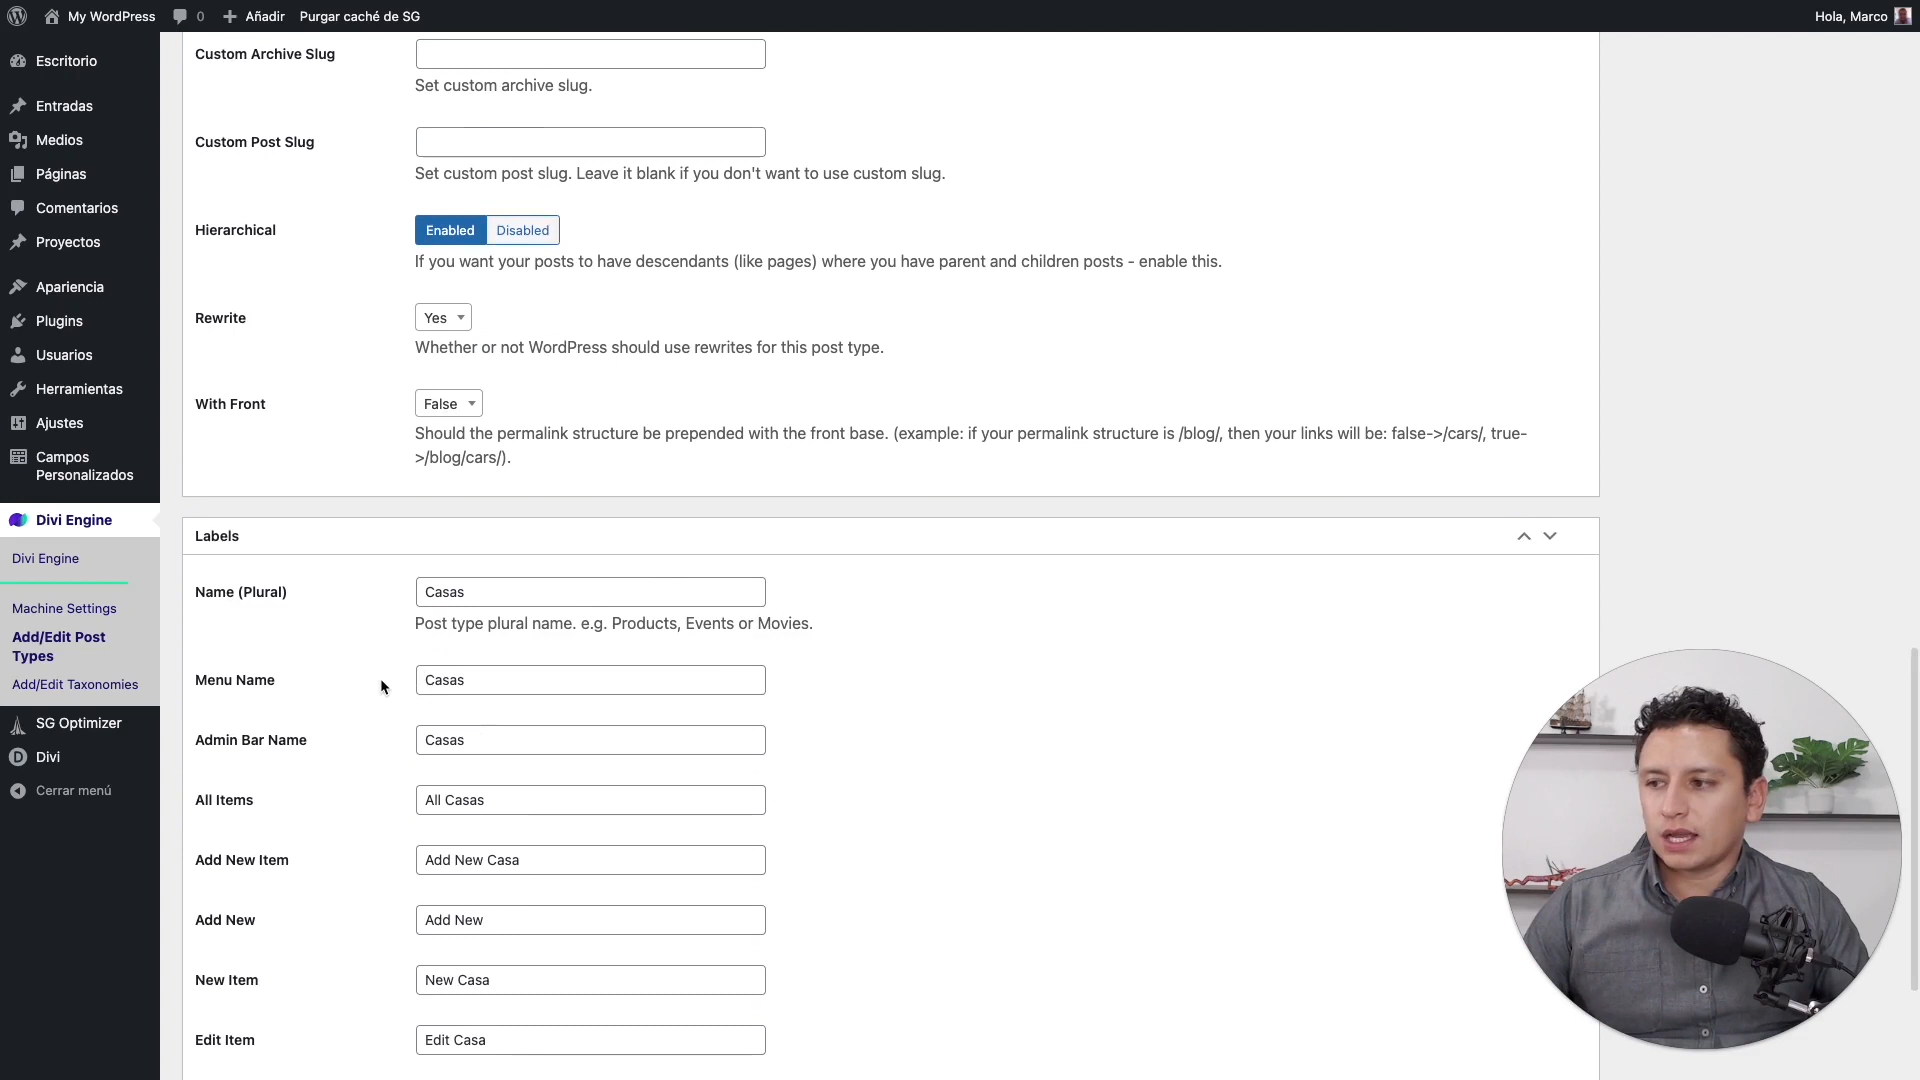 My WordPress
0
Añadir
Purgar caché de SG
Hola, Marco
Escritorio
Entradas
Medios
Páginas
Comentarios
Proyectos
Apariencia
Plugins
Usuarios
Herramientas
Ajustes
Campos
Personalizados
Divi Engine
Divi Engine
Machine Settings
Add/Edit Post
Types
Add/Edit Taxonomies
SG Optimizer
Divi
Cerrar menú
Custom Archive Slug
Set custom archive slug.
Custom Post Slug
Set custom post slug. Leave it blank if you don't want to use custom slug.
Hierarchical
Enabled
Disabled
If you want your posts to have descendants (like pages) where you have parent and children posts - enable this.
Rewrite
Yes
Whether or not WordPress should use rewrites for this post type.
With Front
False
Should the permalink structure be prepended with the front base. (example: if your permalink structure is /blog/, then your links will be: false->/cars/, true-
>/blog/cars/).
Labels
Name (Plural)
Casas
Post type plural name. e.g. Products, Events or Movies.
Menu Name
Casas
Admin Bar Name
Casas
All Items
All Casas
Add New Item
Add New Casa
Add New
Add New
New Item
New Casa
Edit Item
Edit Casa